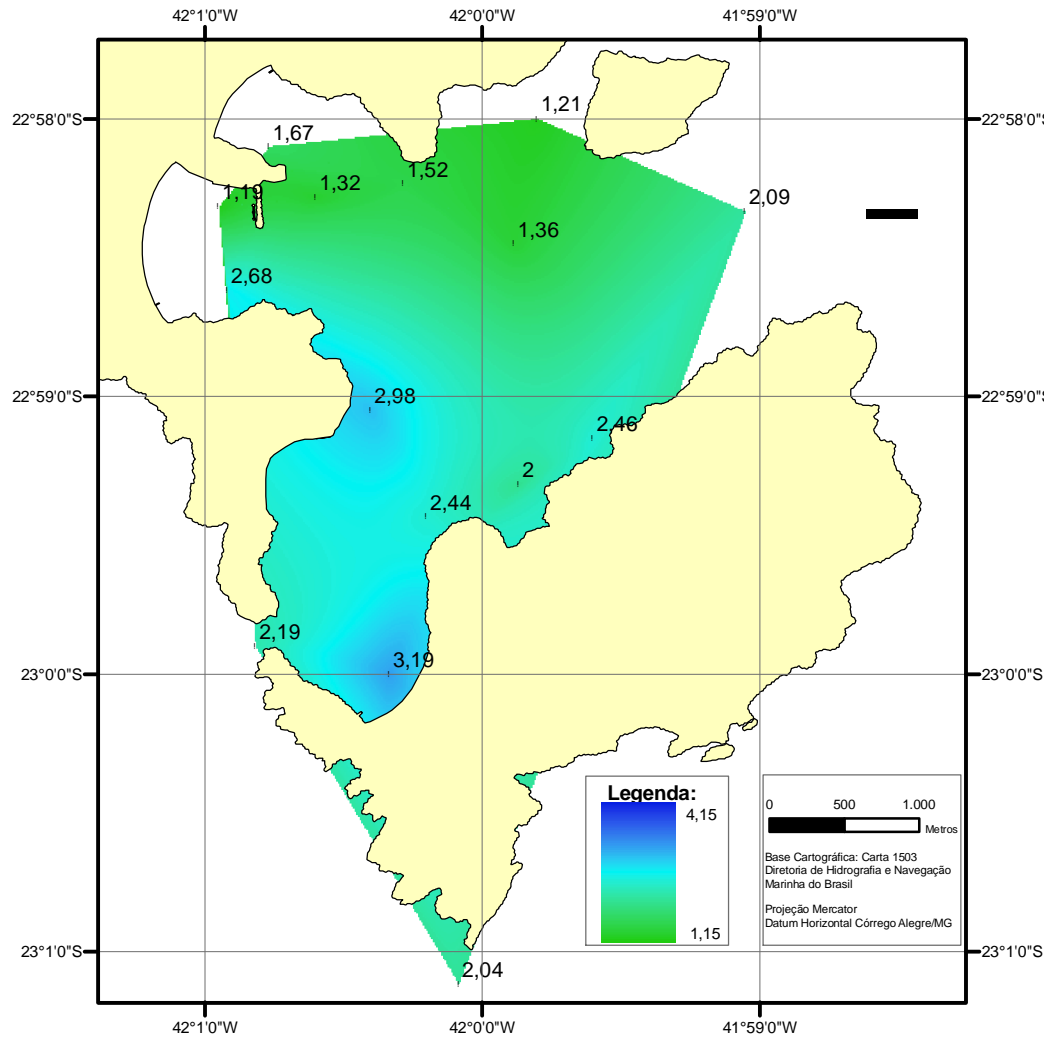 42°1'0"W 42°0'0"W 41°59'0"W
22°58'0"S 22°58'0"S
1,21
1,67
1,52
1,32
1,19
2,09
1,36
2,68
22°59'0"S 22°59'0"S
2,98
2,46
2
2,44
2,19
3,19
23°0'0"S 23°0'0"S
Legenda:
4,15
1,15
0 500 1.000
Metros
Base Cartográfica: Carta 1503
Diretoria de Hidrografia e Navegação
Marinha do Brasil
Projeção Mercator
Datum Horizontal Córrego Alegre/MG
23°1'0"S 23°1'0"S
2,04
42°1'0"W 42°0'0"W 41°59'0"W